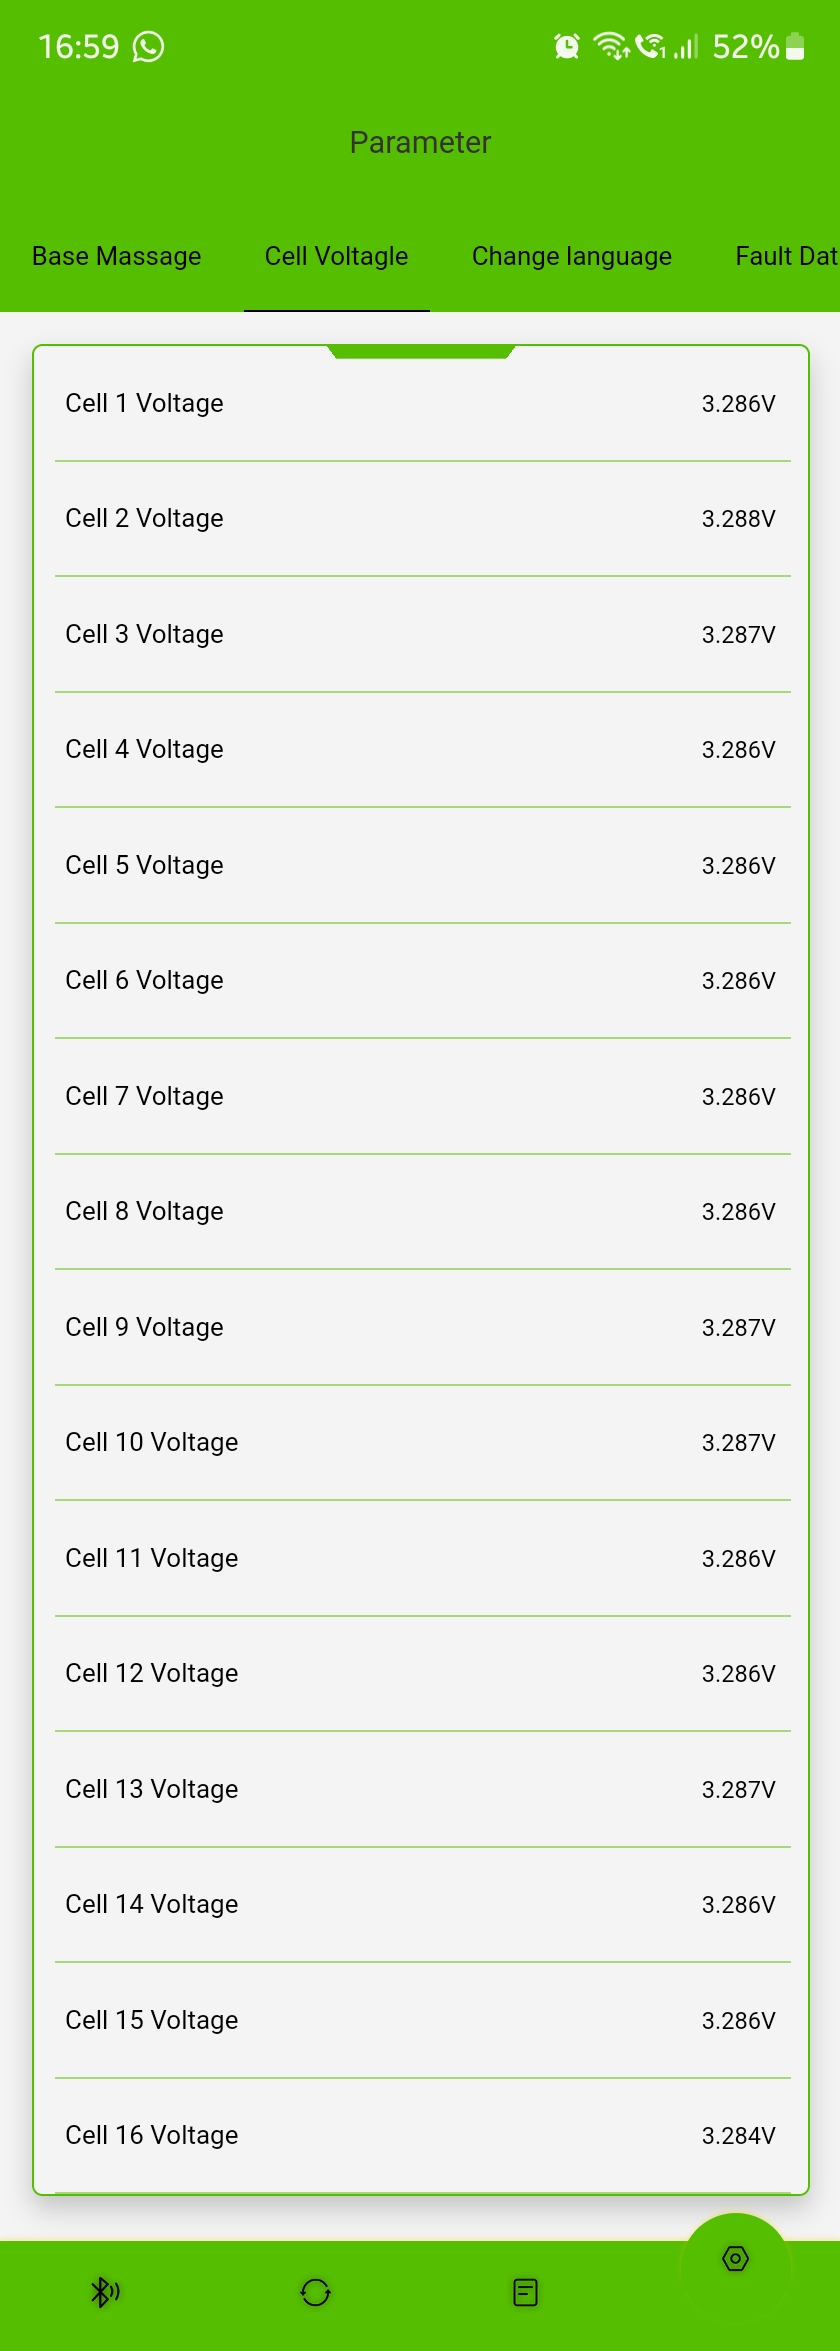 16:59 52%
Parameter
Base Massage Cell Voltagle Change language Fault Dat
Cell 1 Voltage 3.286V
Cell 2 Voltage 3.288V
Cell 3 Voltage 3.287V
Cell 4 Voltage 3.286V
Cell 5 Voltage 3.286V
Cell 6 Voltage 3.286V
Cell 7 Voltage 3.286V
Cell 8 Voltage 3.286V
Cell 9 Voltage 3.287V
Cell 10 Voltage 3.287V
Cell 11 Voltage 3.286V
Cell 12 Voltage 3.286V
Cell 13 Voltage 3.287V
Cell 14 Voltage 3.286V
Cell 15 Voltage 3.286V
Cell 16 Voltage 3.284V